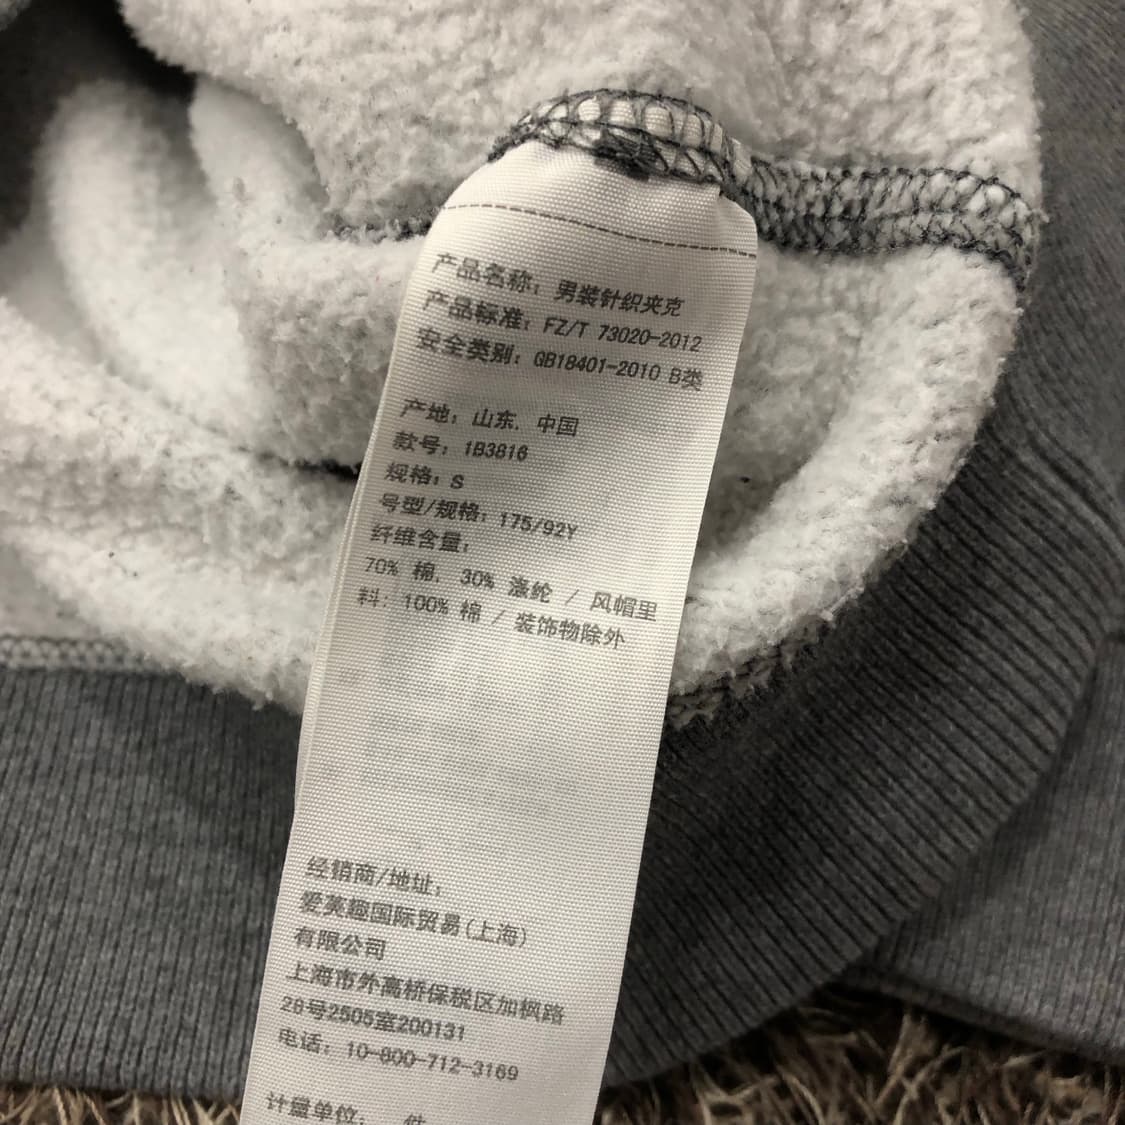 产品名称：男装针织夹克
产品标准：FZ/T 73020-2012
安全类别：GB18401-2010 B类
产地：山东，中国
款号：1B3816
规格：S
号型/规格：175/92Y
纤维含量：
70% 棉，30% 涤纶 / 风帽里
料：100% 棉 / 装饰物除外
经销商/地址：
爱芙趣国际贸易(上海)
有限公司
上海市外高桥保税区加枫路
28号2505室200131
电话：10-800-712-3169
计量单位：件